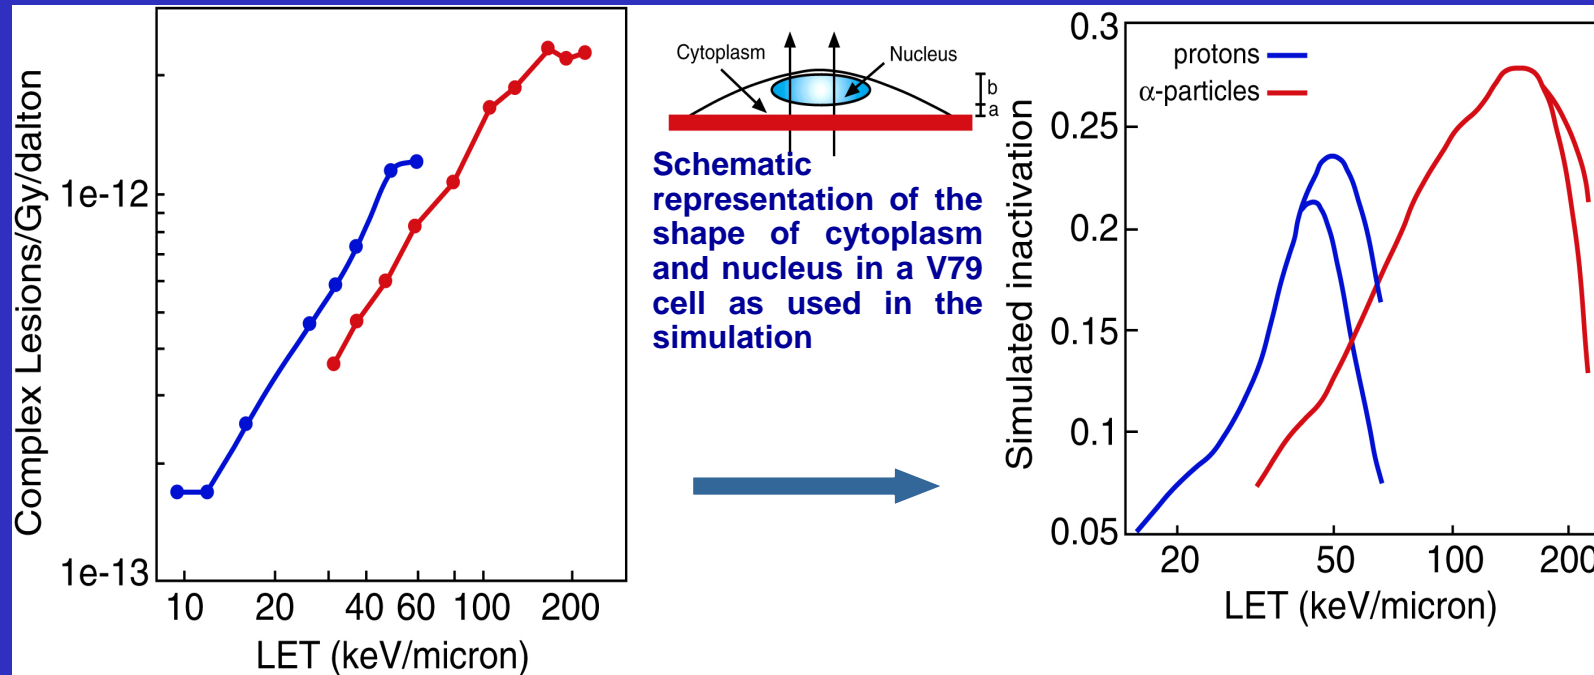 Complex Lesions/Gy/dalton
1e-12
1e-13
10 20 40 60 100 200
LET (keV/micron)
Cytoplasm
Nucleus
b
a
Schematic
representation of the
shape of cytoplasm
and nucleus in a V79
cell as used in the
simulation
Simulated inactivation
0.3
0.25
0.2
0.15
0.1
0.05
protons
α-particles
20 50 100 200
LET (keV/micron)